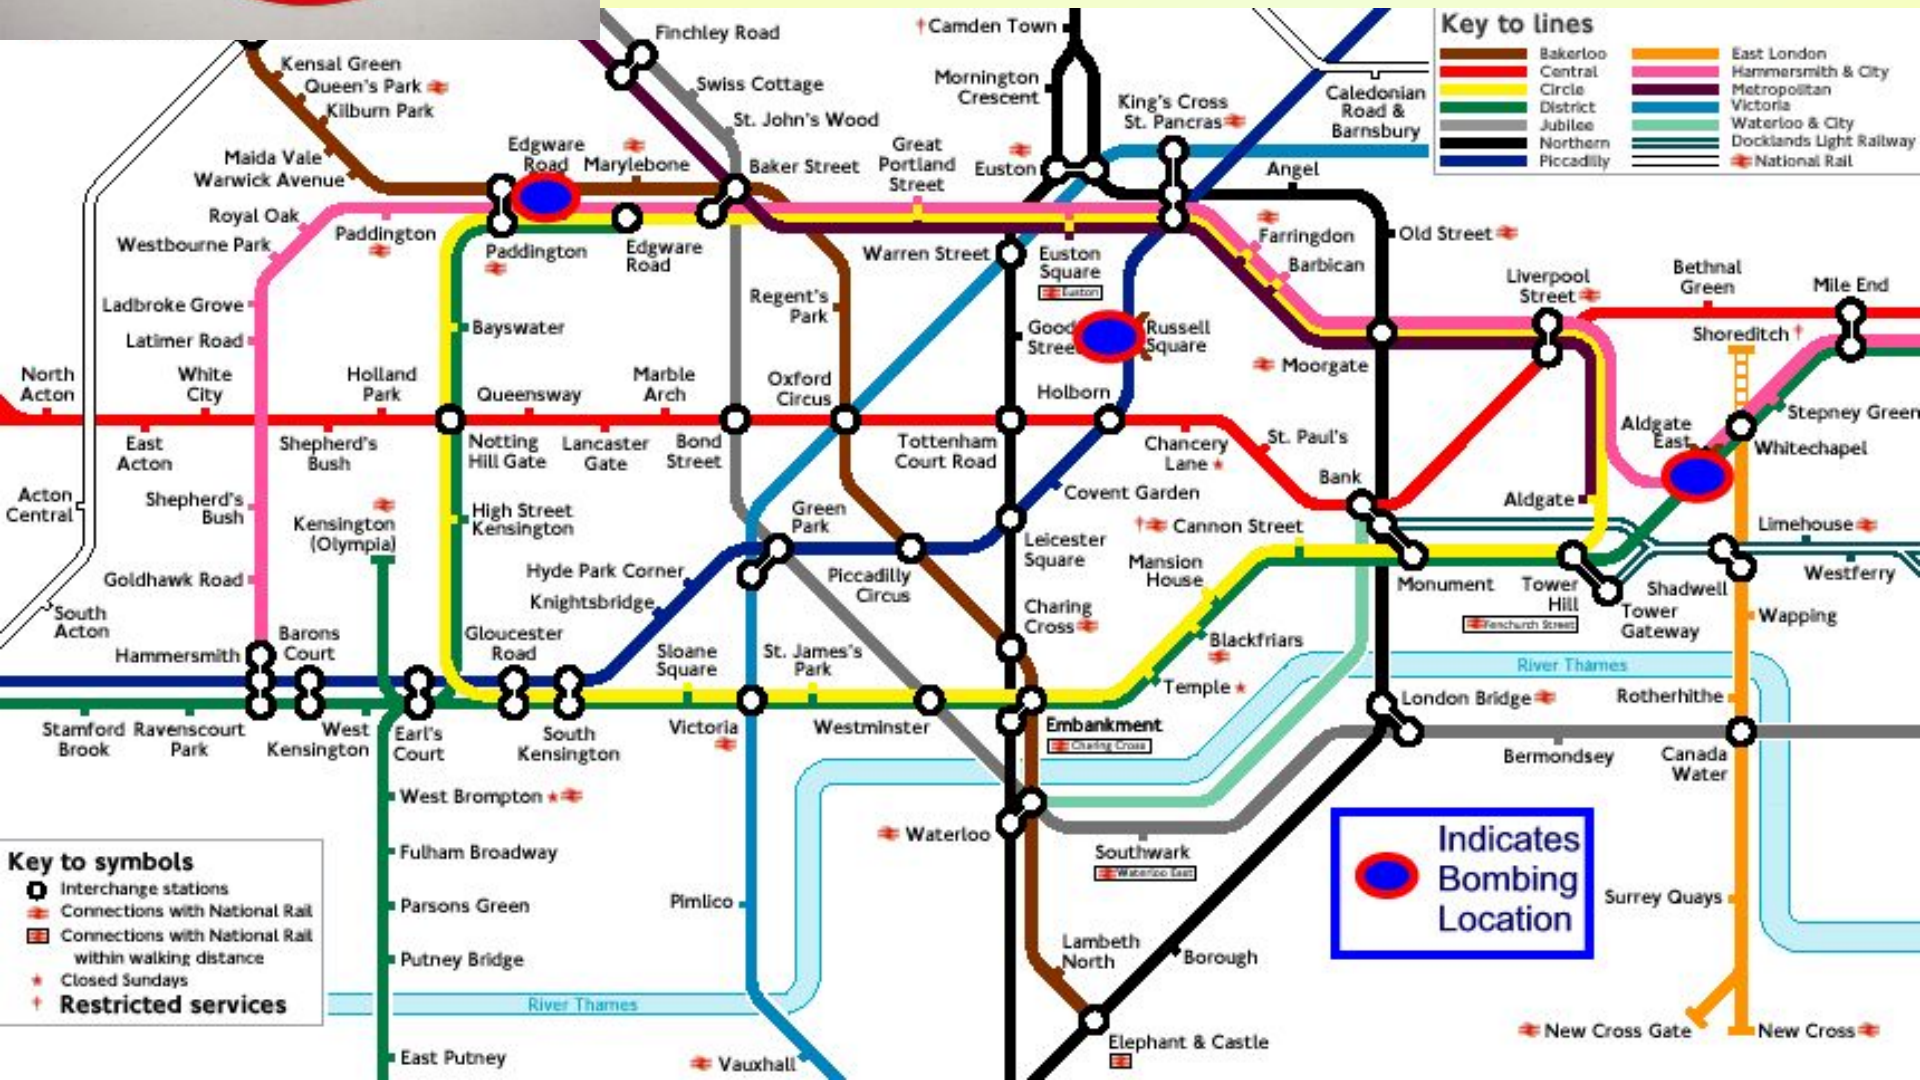 Finchley Road
Swiss Cottage
St. John's Wood
Kensal Green
Queen's Park
Kilburn Park
Maida Vale
Warwick Avenue
Edgware
Road
Marylebone
Baker Street
Great
Portland
Street
†Camden Town
Mornington
Crescent
Euston
King's Cross
St. Pancras
Angel
Caledonian
Road &
Barnsbury
Key to lines
Bakerloo
Central
Circle
District
Jubilee
Northern
Piccadilly
East London
Hammersmith & City
Metropolitan
Victoria
Waterloo & City
Docklands Light Railway
National Rail
Royal Oak
Westbourne Park
Paddington
Paddington
Edgware
Road
Warren Street
Euston
Square
Euston
Farringdon
Barbican
Old Street
Liverpool
Street
Bethnal
Green
Mile End
Shoreditch †
Ladbroke Grove
Latimer Road
Bayswater
Regent's
Park
Good
Stree
Russell
Square
Moorgate
North
Acton
White
City
Holland
Park
Queensway
Marble
Arch
Oxford
Circus
Holborn
Stepney Green
Aldgate
East
Whitechapel
East
Acton
Shepherd's
Bush
Notting
Hill Gate
Lancaster
Gate
Bond
Street
Tottenham
Court Road
Chancery
Lane ★
St. Paul's
Bank
Aldgate
Acton
Central
Shepherd's
Bush
Kensington
(Olympia)
High Street
Kensington
Green
Park
Covent Garden
† Cannon Street
Leicester
Square
Mansion
House
Limehouse
Goldhawk Road
Hyde Park Corner
Knightsbridge
Piccadilly
Circus
Monument
Tower
Hill
Fenchurch Street
Tower
Gateway
Shadwell
Westferry
South
Acton
Charing
Cross
Blackfriars
Wapping
Hammersmith
Barons
Court
Gloucester
Road
Sloane
Square
St. James's
Park
Temple ★
River Thames
London Bridge
Rotherhithe
Stamford
Brook
Ravenscourt
Park
West
Kensington
Earl's
Court
South
Kensington
Victoria
Westminster
Embankment
Charing Cross
Bermondsey
Canada
Water
West Brompton ★
Waterloo
Southwark
Waterloo East
Indicates
Bombing
Location
Key to symbols
Interchange stations
Connections with National Rail
Connections with National Rail
within walking distance
★ Closed Sundays
† Restricted services
Fulham Broadway
Parsons Green
Putney Bridge
River Thames
East Putney
Pimlico
Vauxhall
Lambeth
North
Borough
Elephant & Castle
Surrey Quays
New Cross Gate
New Cross